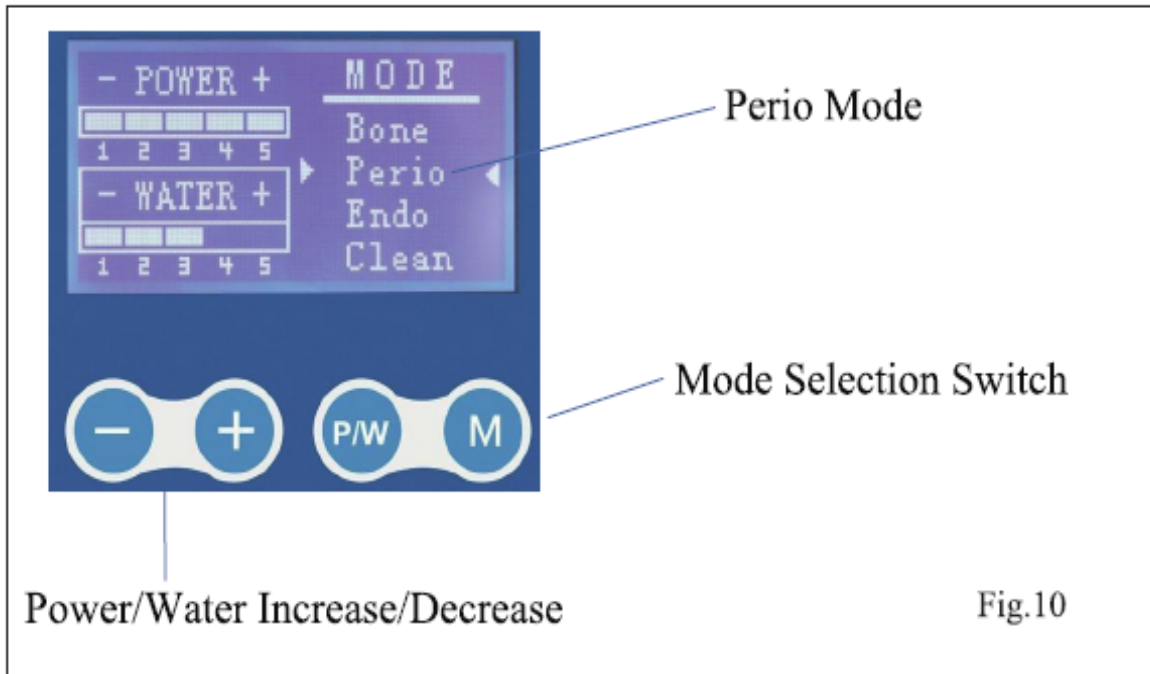 - POWER +
1 2 3 4 5
- WATER +
1 2 3 4 5
MODE
Bone
Perio
Endo
Clean
Perio Mode
Mode Selection Switch
- + P/W M
Power/Water Increase/Decrease
Fig.10